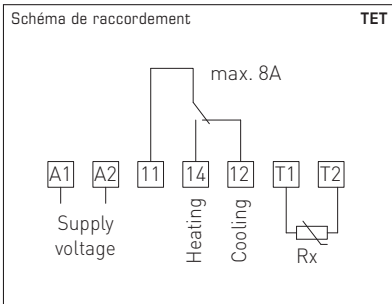 Schéma de raccordement TET
max. 8A
A1 A2 11 14 12 T1 T2
Supply
voltage
Heating
Cooling
Rx